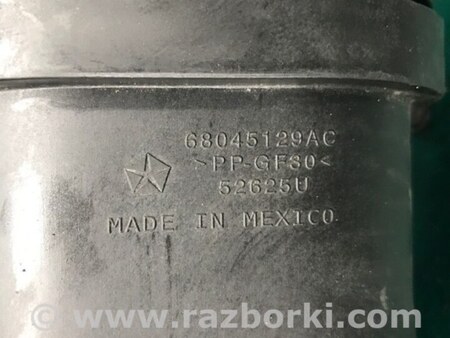 68045129AC
>PP-GF30<
52625U
MADE IN MEXICO
© www.razborki.com